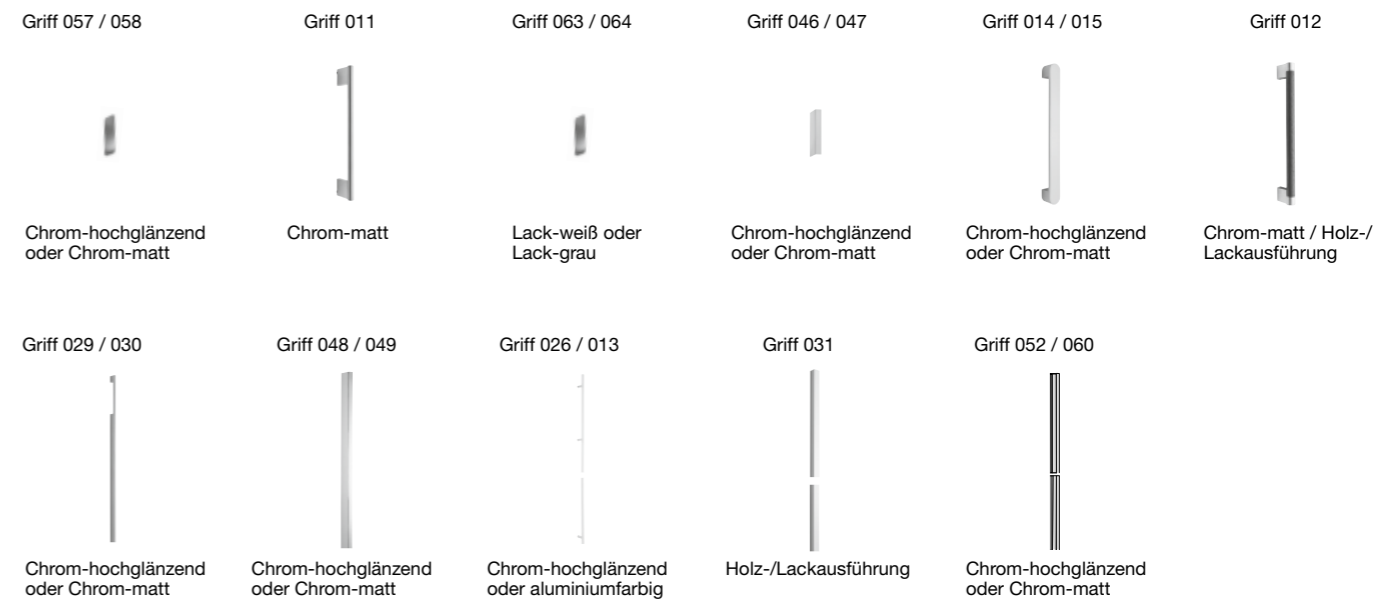 Griff 057 / 058
Griff 011
Griff 063 / 064
Griff 046 / 047
Griff 014 / 015
Griff 012
Chrom-hochglänzend
oder Chrom-matt
Chrom-matt
Lack-weiß oder
Lack-grau
Chrom-hochglänzend
oder Chrom-matt
Chrom-hochglänzend
oder Chrom-matt
Chrom-matt / Holz-/
Lackausführung
Griff 029 / 030
Griff 048 / 049
Griff 026 / 013
Griff 031
Griff 052 / 060
Chrom-hochglänzend
oder Chrom-matt
Chrom-hochglänzend
oder Chrom-matt
Chrom-hochglänzend
oder aluminiumfarbig
Holz-/Lackausführung
Chrom-hochglänzend
oder Chrom-matt